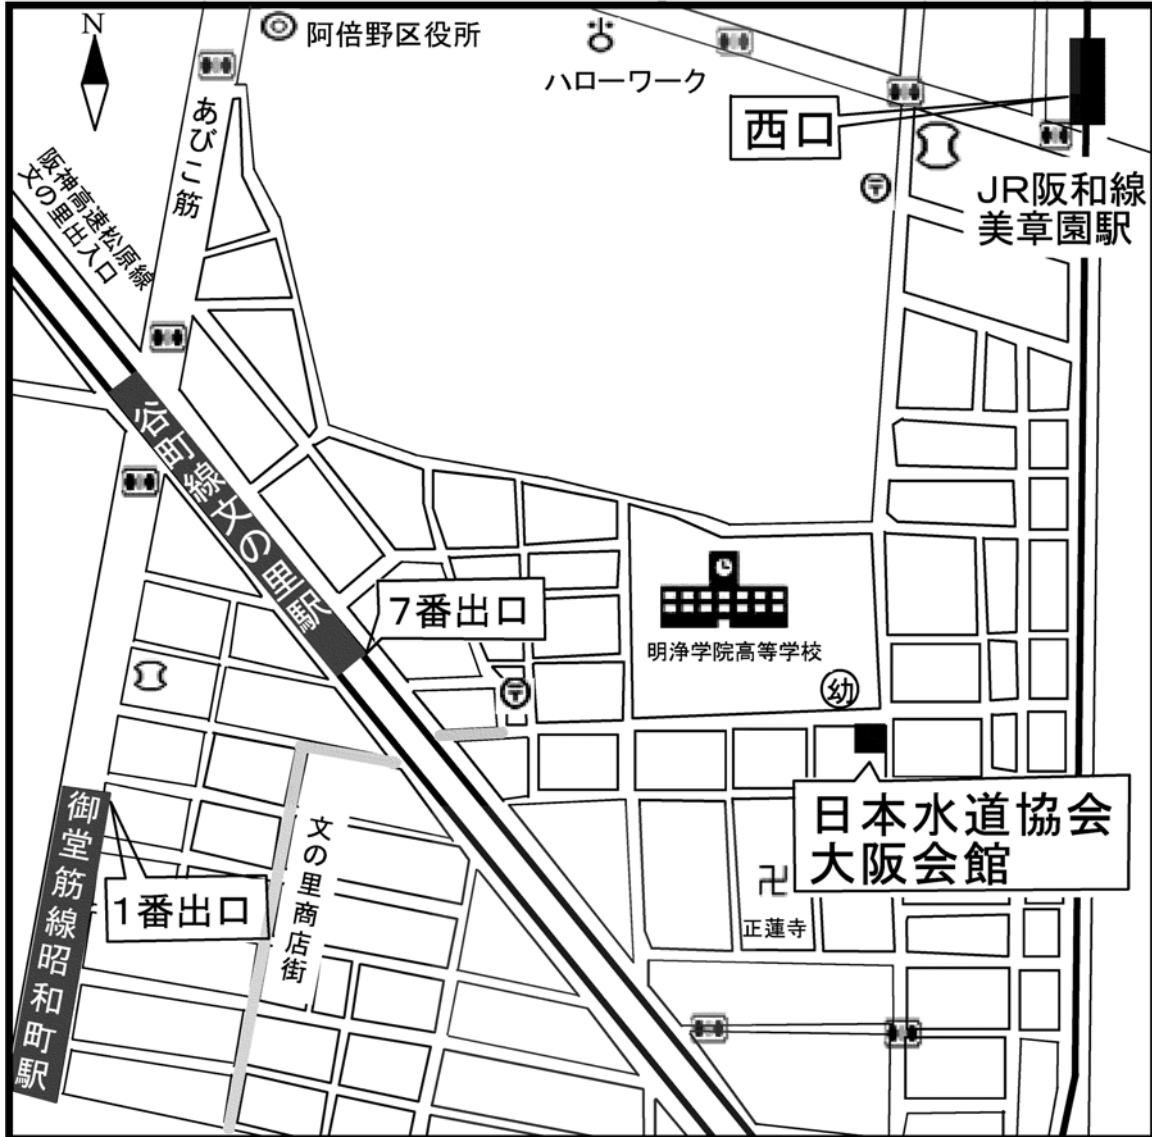 N
阿倍野区役所
ハローワーク
あびこ筋
西口
阪神高速松原線
文の里出入口
〒
JR阪和線
美章園駅
谷町線文の里駅
7番出口
明浄学院高等学校
幼
〒
日本水道協会
大阪会館
御堂筋線昭和町駅
1番出口
文の里商店街
卍
正蓮寺